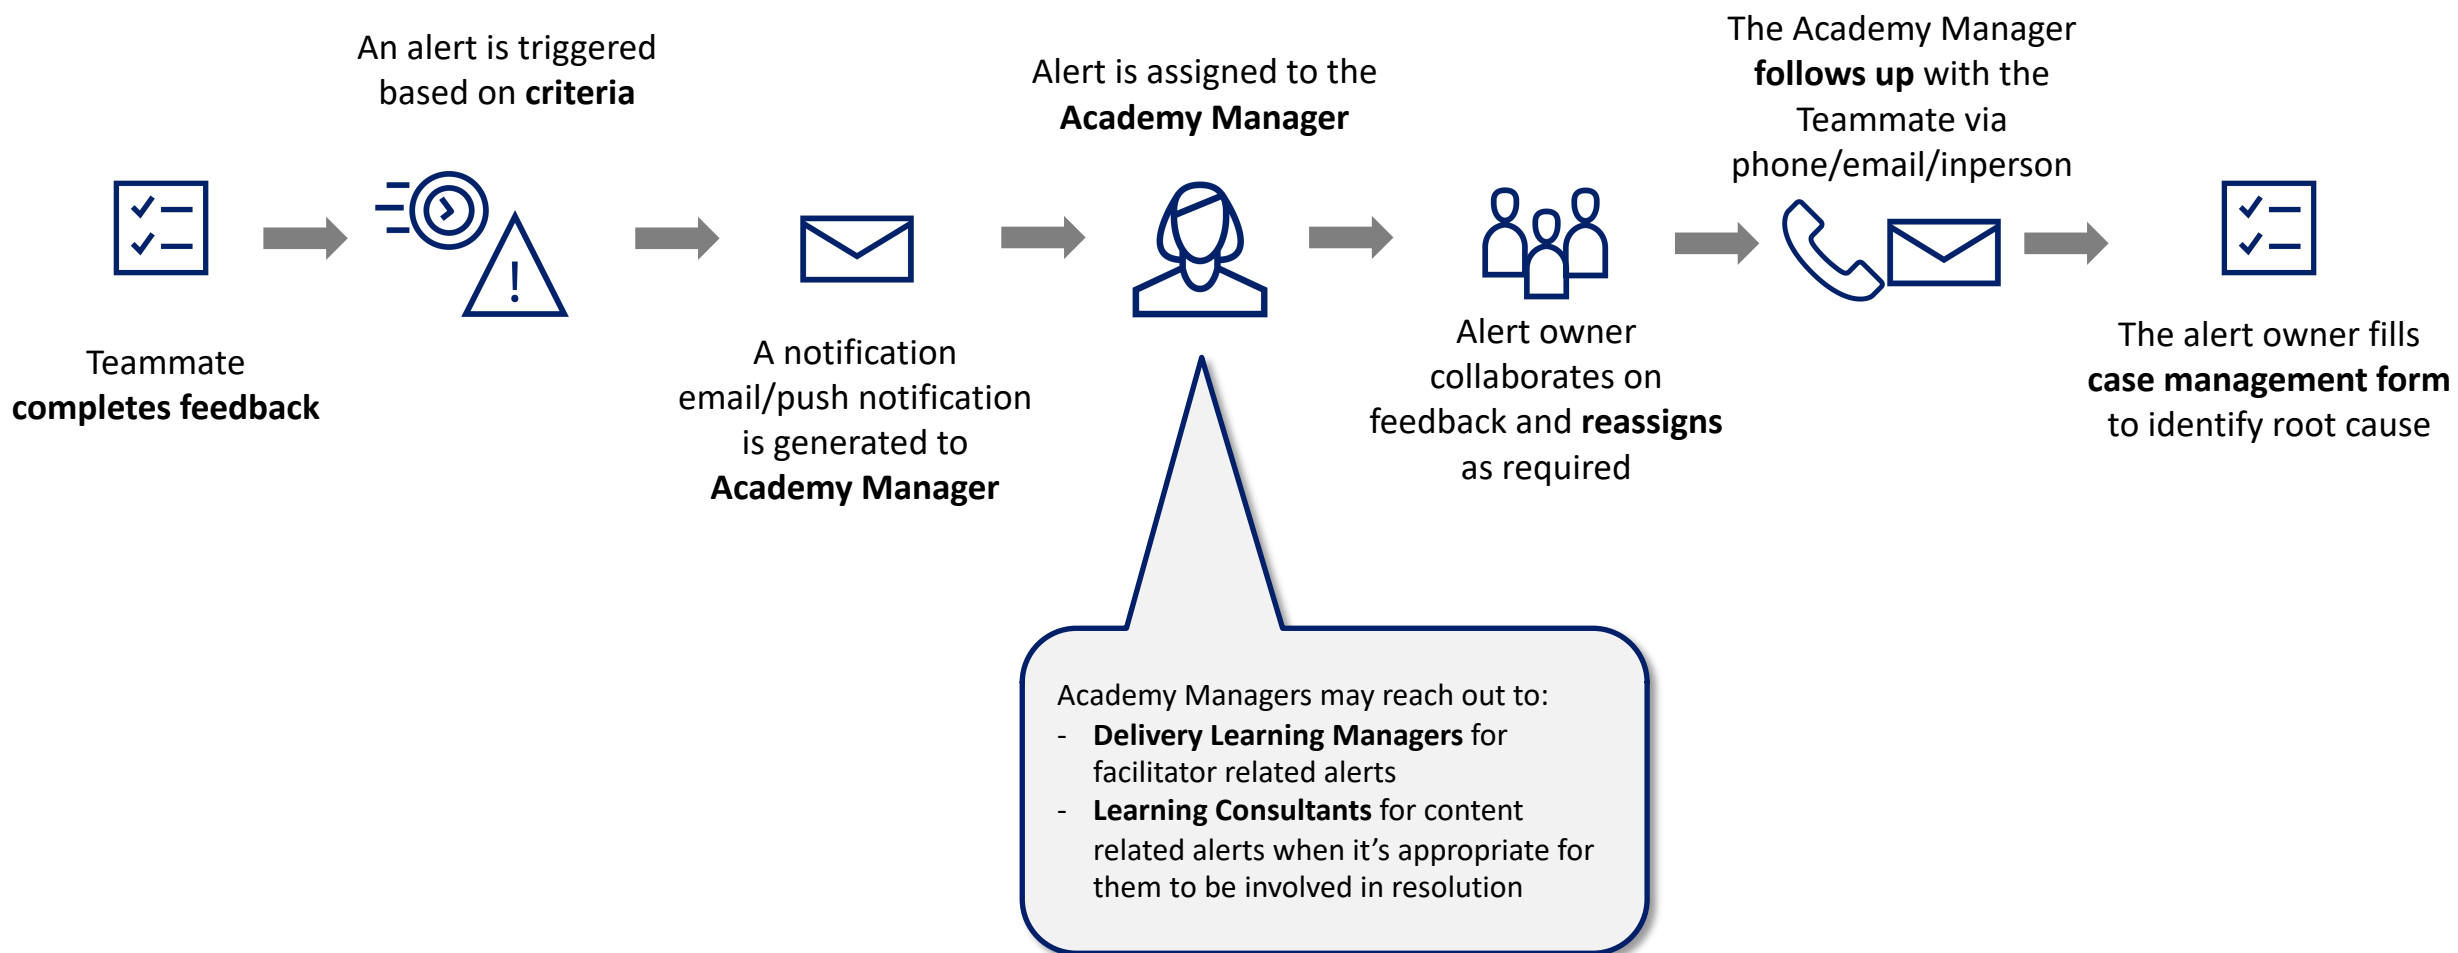 Teammate
completes feedback
An alert is triggered
based on criteria
!
A notification
email/push notification
is generated to
Academy Manager
Alert is assigned to the
Academy Manager
Alert owner
collaborates on
feedback and reassigns
as required
The Academy Manager
follows up with the
Teammate via
phone/email/inperson
The alert owner fills
case management form
to identify root cause
Academy Managers may reach out to:
- Delivery Learning Managers for
facilitator related alerts
- Learning Consultants for content
related alerts when it’s appropriate for
them to be involved in resolution